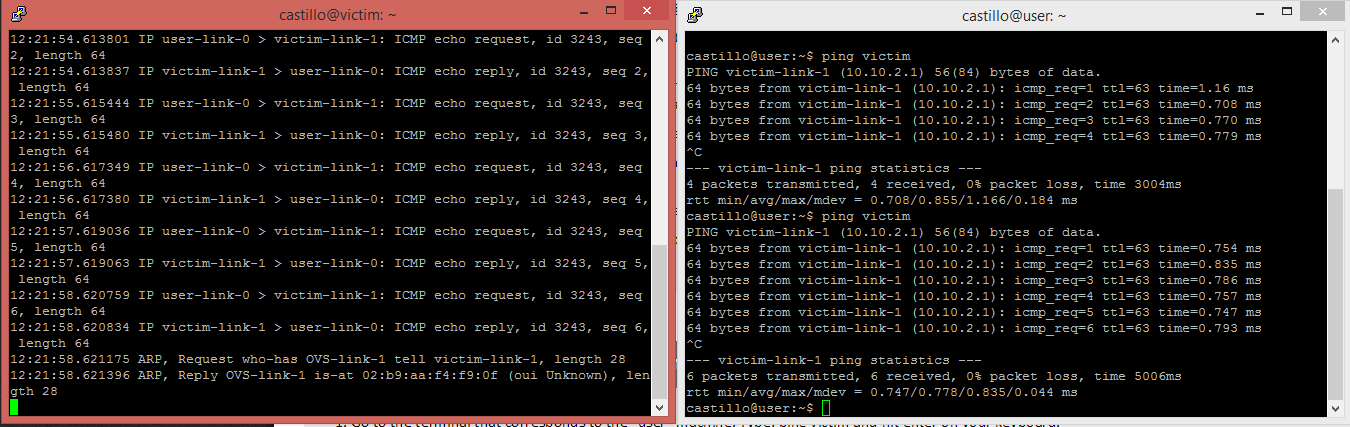 castillo@victim: ~
12:21:54.613801 IP user-link-0 > victim-link-1: ICMP echo request, id 3243, seq
2, length 64
12:21:54.613837 IP victim-link-1 > user-link-0: ICMP echo reply, id 3243, seq 2,
length 64
12:21:55.615444 IP user-link-0 > victim-link-1: ICMP echo request, id 3243, seq
3, length 64
12:21:55.615480 IP victim-link-1 > user-link-0: ICMP echo reply, id 3243, seq 3,
length 64
12:21:56.617349 IP user-link-0 > victim-link-1: ICMP echo request, id 3243, seq
4, length 64
12:21:56.617380 IP victim-link-1 > user-link-0: ICMP echo reply, id 3243, seq 4,
length 64
12:21:57.619036 IP user-link-0 > victim-link-1: ICMP echo request, id 3243, seq
5, length 64
12:21:57.619063 IP victim-link-1 > user-link-0: ICMP echo reply, id 3243, seq 5,
length 64
12:21:58.620759 IP user-link-0 > victim-link-1: ICMP echo request, id 3243, seq
6, length 64
12:21:58.620834 IP victim-link-1 > user-link-0: ICMP echo reply, id 3243, seq 6,
length 64
12:21:58.621175 ARP, Request who-has OVS-link-1 tell victim-link-1, length 28
12:21:58.621396 ARP, Reply OVS-link-1 is-at 02:b9:aa:f4:f9:0f (oui Unknown), len
gth 28
castillo@user: ~
castillo@user:~$ ping victim
PING victim-link-1 (10.10.2.1) 56(84) bytes of data.
64 bytes from victim-link-1 (10.10.2.1): icmp_req=1 ttl=63 time=1.16 ms
64 bytes from victim-link-1 (10.10.2.1): icmp_req=2 ttl=63 time=0.708 ms
64 bytes from victim-link-1 (10.10.2.1): icmp_req=3 ttl=63 time=0.770 ms
64 bytes from victim-link-1 (10.10.2.1): icmp_req=4 ttl=63 time=0.779 ms
^C
--- victim-link-1 ping statistics ---
4 packets transmitted, 4 received, 0% packet loss, time 3004ms
rtt min/avg/max/mdev = 0.708/0.855/1.166/0.184 ms
castillo@user:~$ ping victim
PING victim-link-1 (10.10.2.1) 56(84) bytes of data.
64 bytes from victim-link-1 (10.10.2.1): icmp_req=1 ttl=63 time=0.754 ms
64 bytes from victim-link-1 (10.10.2.1): icmp_req=2 ttl=63 time=0.835 ms
64 bytes from victim-link-1 (10.10.2.1): icmp_req=3 ttl=63 time=0.786 ms
64 bytes from victim-link-1 (10.10.2.1): icmp_req=4 ttl=63 time=0.757 ms
64 bytes from victim-link-1 (10.10.2.1): icmp_req=5 ttl=63 time=0.747 ms
64 bytes from victim-link-1 (10.10.2.1): icmp_req=6 ttl=63 time=0.793 ms
^C
--- victim-link-1 ping statistics ---
6 packets transmitted, 6 received, 0% packet loss, time 5006ms
rtt min/avg/max/mdev = 0.747/0.778/0.835/0.044 ms
castillo@user:~$